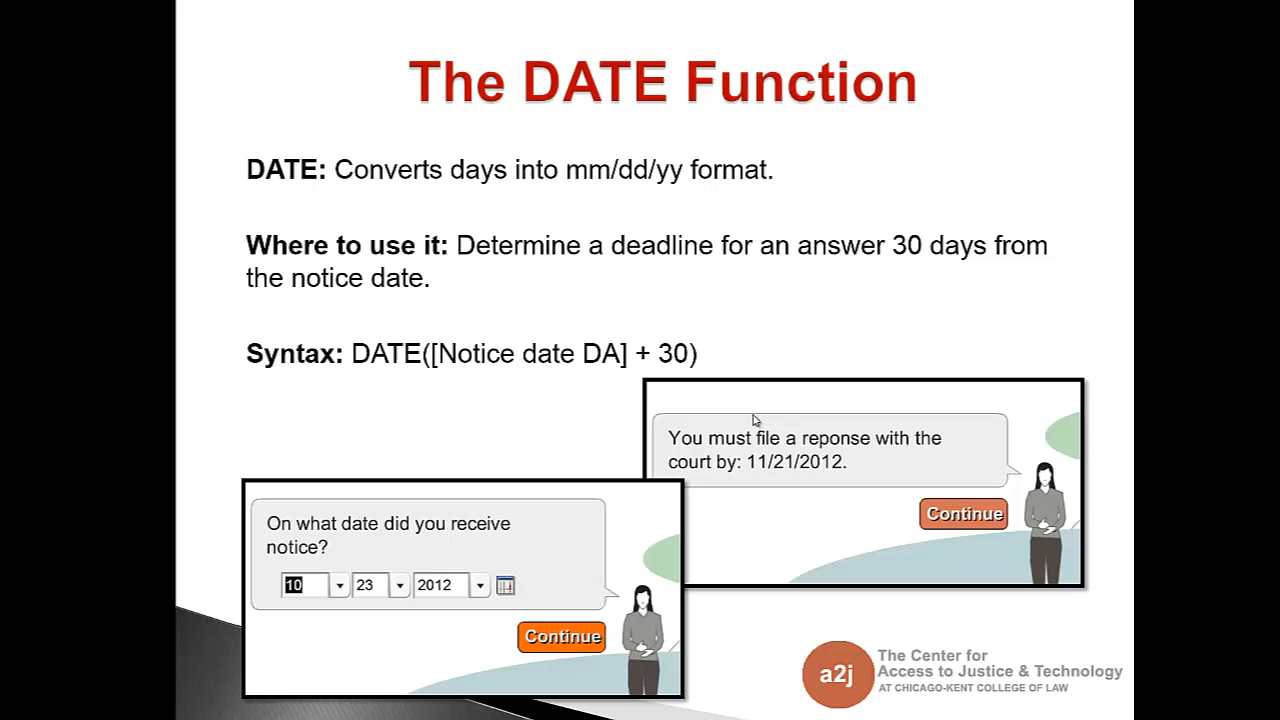 The DATE Function
DATE: Converts days into mm/dd/yy format.
Where to use it: Determine a deadline for an answer 30 days from
the notice date.
Syntax: DATE([Notice date DA] + 30)
You must file a reponse with the
court by: 11/21/2012.
Continue
On what date did you receive
notice?
10 23 2012
Continue
a2j
The Center for
Access to Justice & Technology
AT CHICAGO-KENT COLLEGE OF LAW